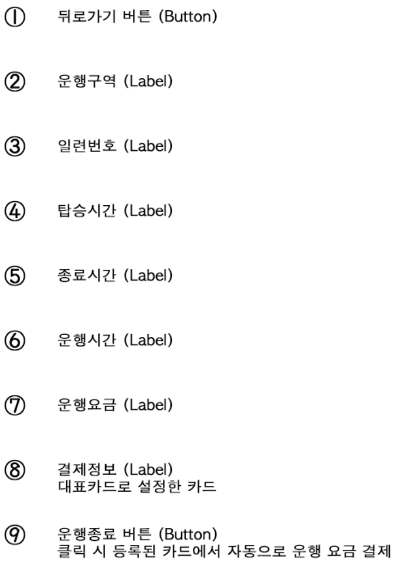 ① 뒤로가기 버튼 (Button)
② 운행구역 (Label)
③ 일련번호 (Label)
④ 탑승시간 (Label)
⑤ 종료시간 (Label)
⑥ 운행시간 (Label)
⑦ 운행요금 (Label)
⑧ 결제정보 (Label)
대표카드로 설정한 카드
⑨ 운행종료 버튼 (Button)
클릭 시 등록된 카드에서 자동으로 운행 요금 결제